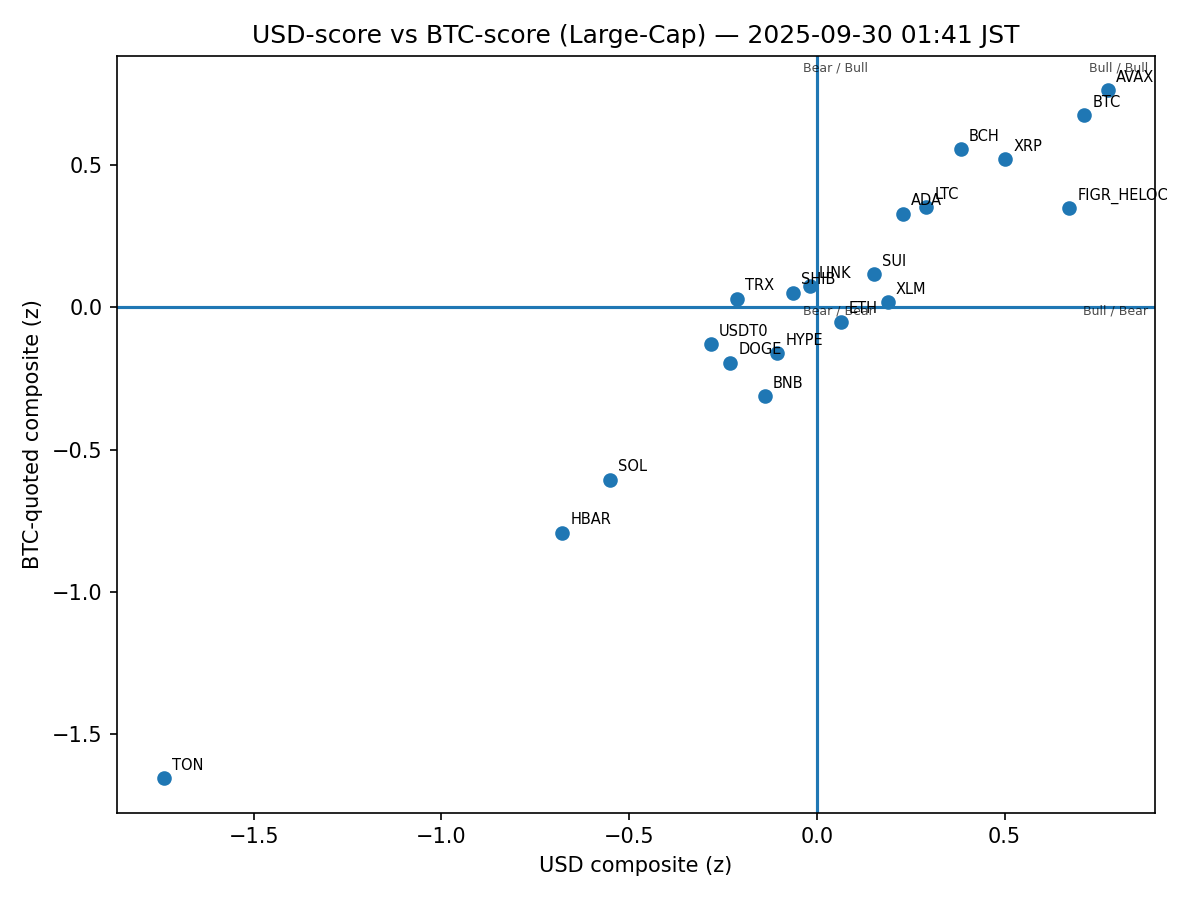 USD-score vs BTC-score (Large-Cap) — 2025-09-30 01:41 JST
Bear / Bull
Bull / Bull
AVAX
BTC
BCH
XRP
FIGR_HELOC
LTC
ADA
SUI
LINK
SHIB
TRX
XLM
ETH
Bear / Bear
Bull / Bear
USDT0
HYPE
DOGE
BNB
SOL
HBAR
TON
0.5
0.0
−0.5
−1.0
−1.5
BTC-quoted composite (z)
−1.5
−1.0
−0.5
0.0
0.5
USD composite (z)